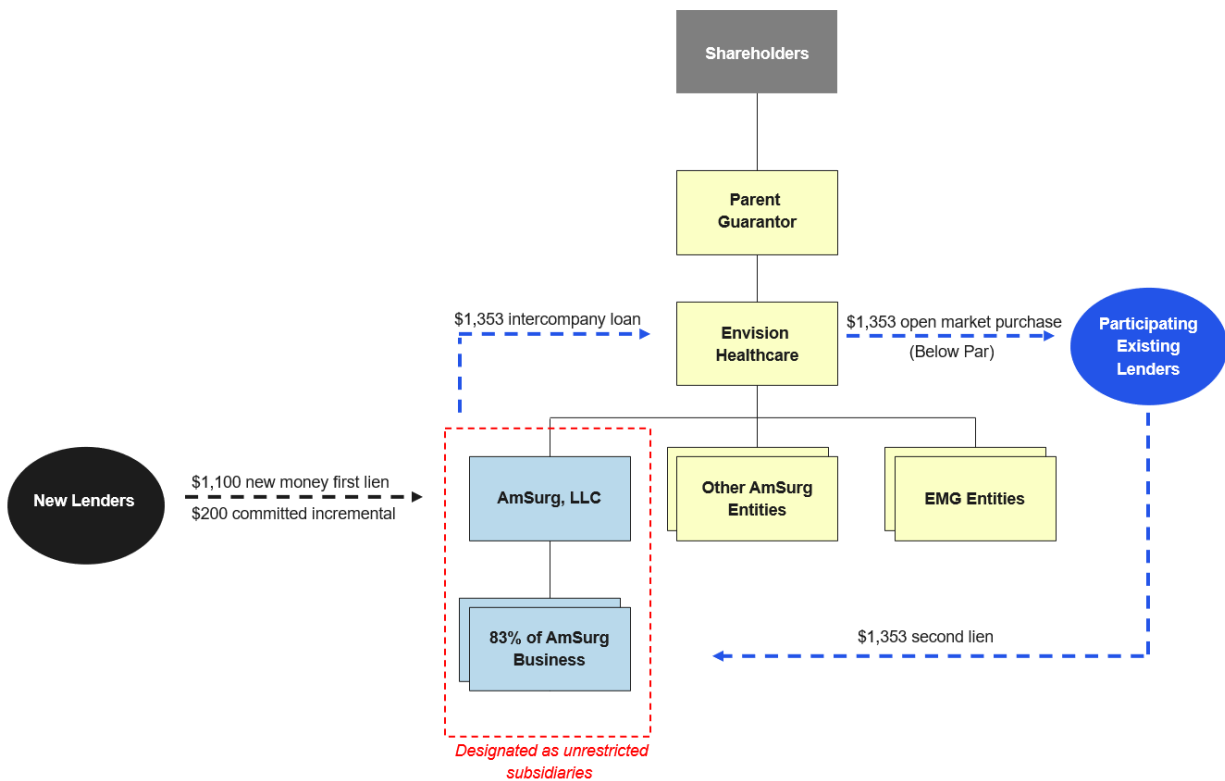 Shareholders
Parent
Guarantor
$1,353 intercompany loan
Envision
Healthcare
$1,353 open market purchase
(Below Par)
Participating
Existing
Lenders
New Lenders
$1,100 new money first lien
$200 committed incremental
AmSurg, LLC
Other AmSurg
Entities
EMG Entities
83% of AmSurg
Business
$1,353 second lien
Designated as unrestricted
subsidiaries